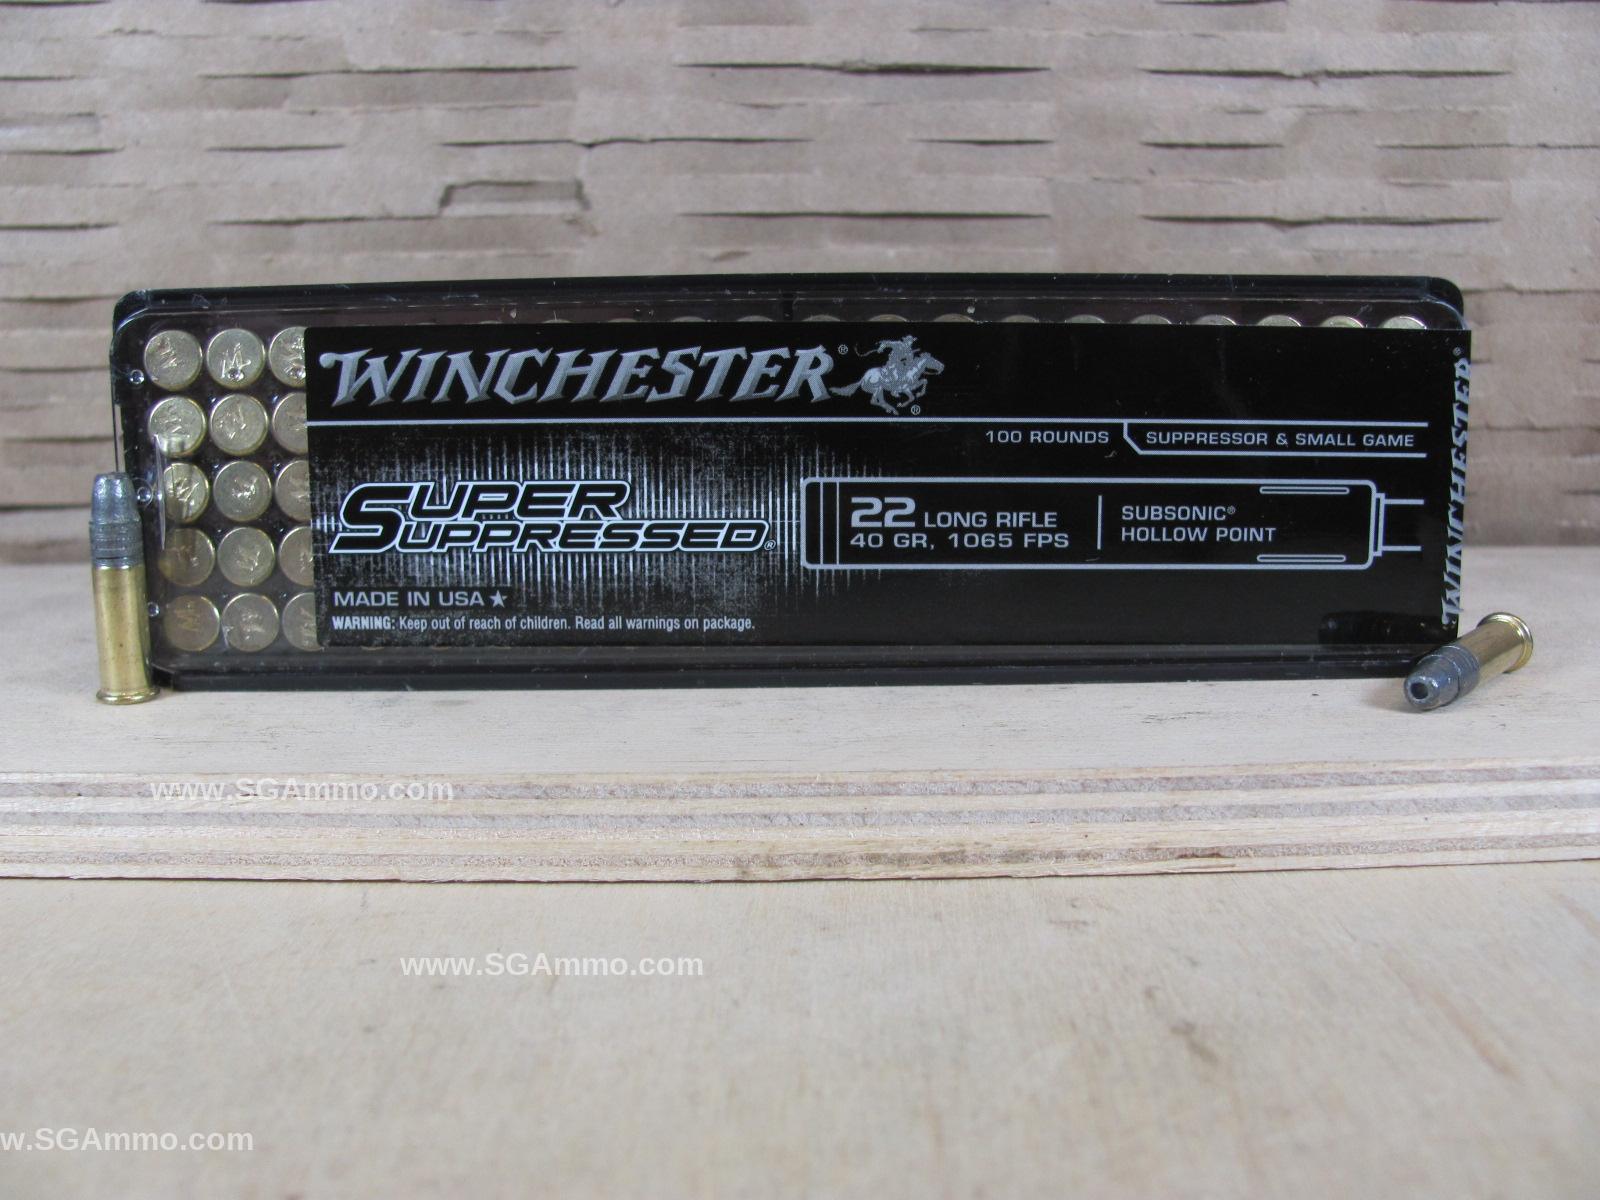 WINCHESTER®
®
100 ROUNDS SUPPRESSOR & SMALL GAME
SUPER
SUPPRESSED®
22 LONG RIFLE
40 GR, 1065 FPS
SUBSONIC®
HOLLOW POINT
MADE IN USA★
WARNING: Keep out of reach of children. Read all warnings on package.
WINCHESTER®
www.SGAmmo.com
www.SGAmmo.com
w.SGAmmo.com